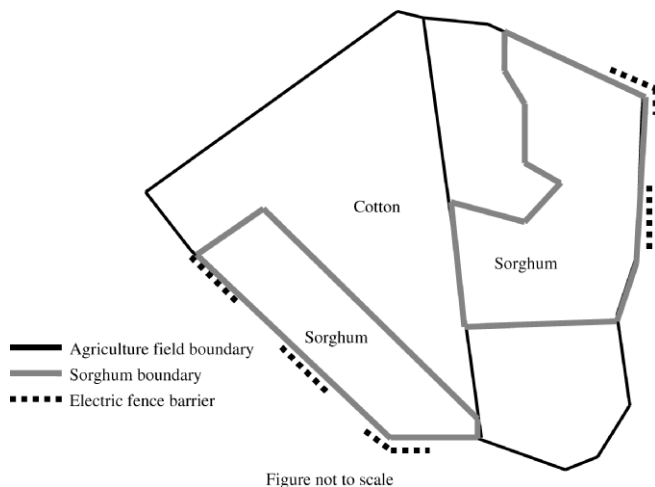 Cotton
Sorghum
Sorghum
Agriculture field boundary
Sorghum boundary
Electric fence barrier
Figure not to scale